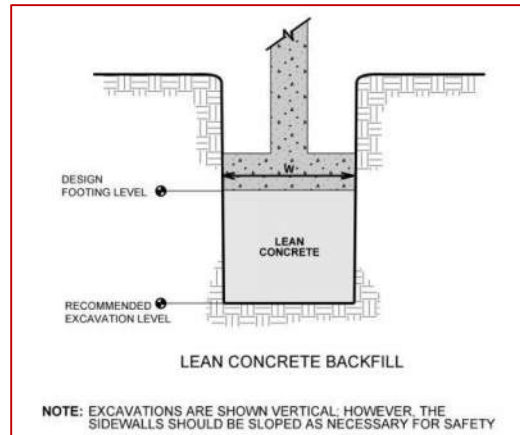 DESIGN
FOOTING LEVEL
W
LEAN
CONCRETE
RECOMMENDED
EXCAVATION LEVEL
LEAN CONCRETE BACKFILL
NOTE: EXCAVATIONS ARE SHOWN VERTICAL; HOWEVER, THE
SIDEWALLS SHOULD BE SLOPED AS NECESSARY FOR SAFETY